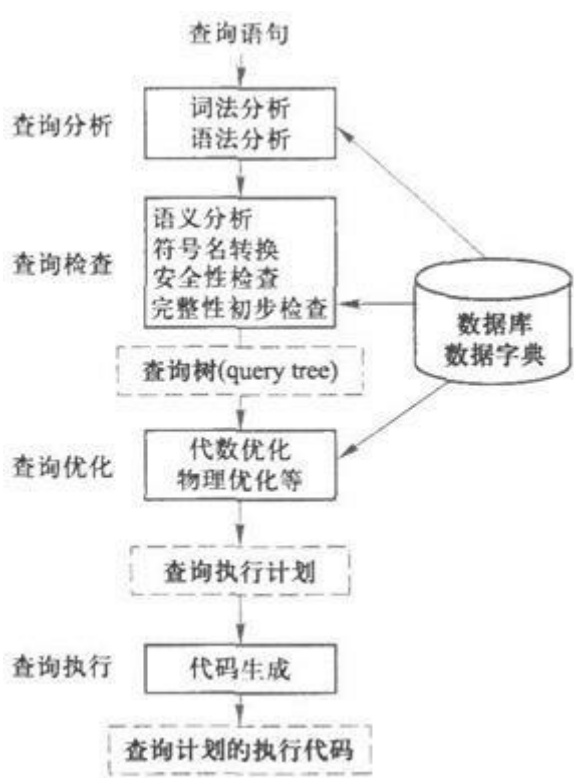 查询语句
查询分析
词法分析
语法分析
查询检查
语义分析
符号名转换
安全性检查
完整性初步检查
数据库
数据字典
查询树(query tree)
查询优化
代数优化
物理优化等
查询执行计划
查询执行
代码生成
查询计划的执行代码